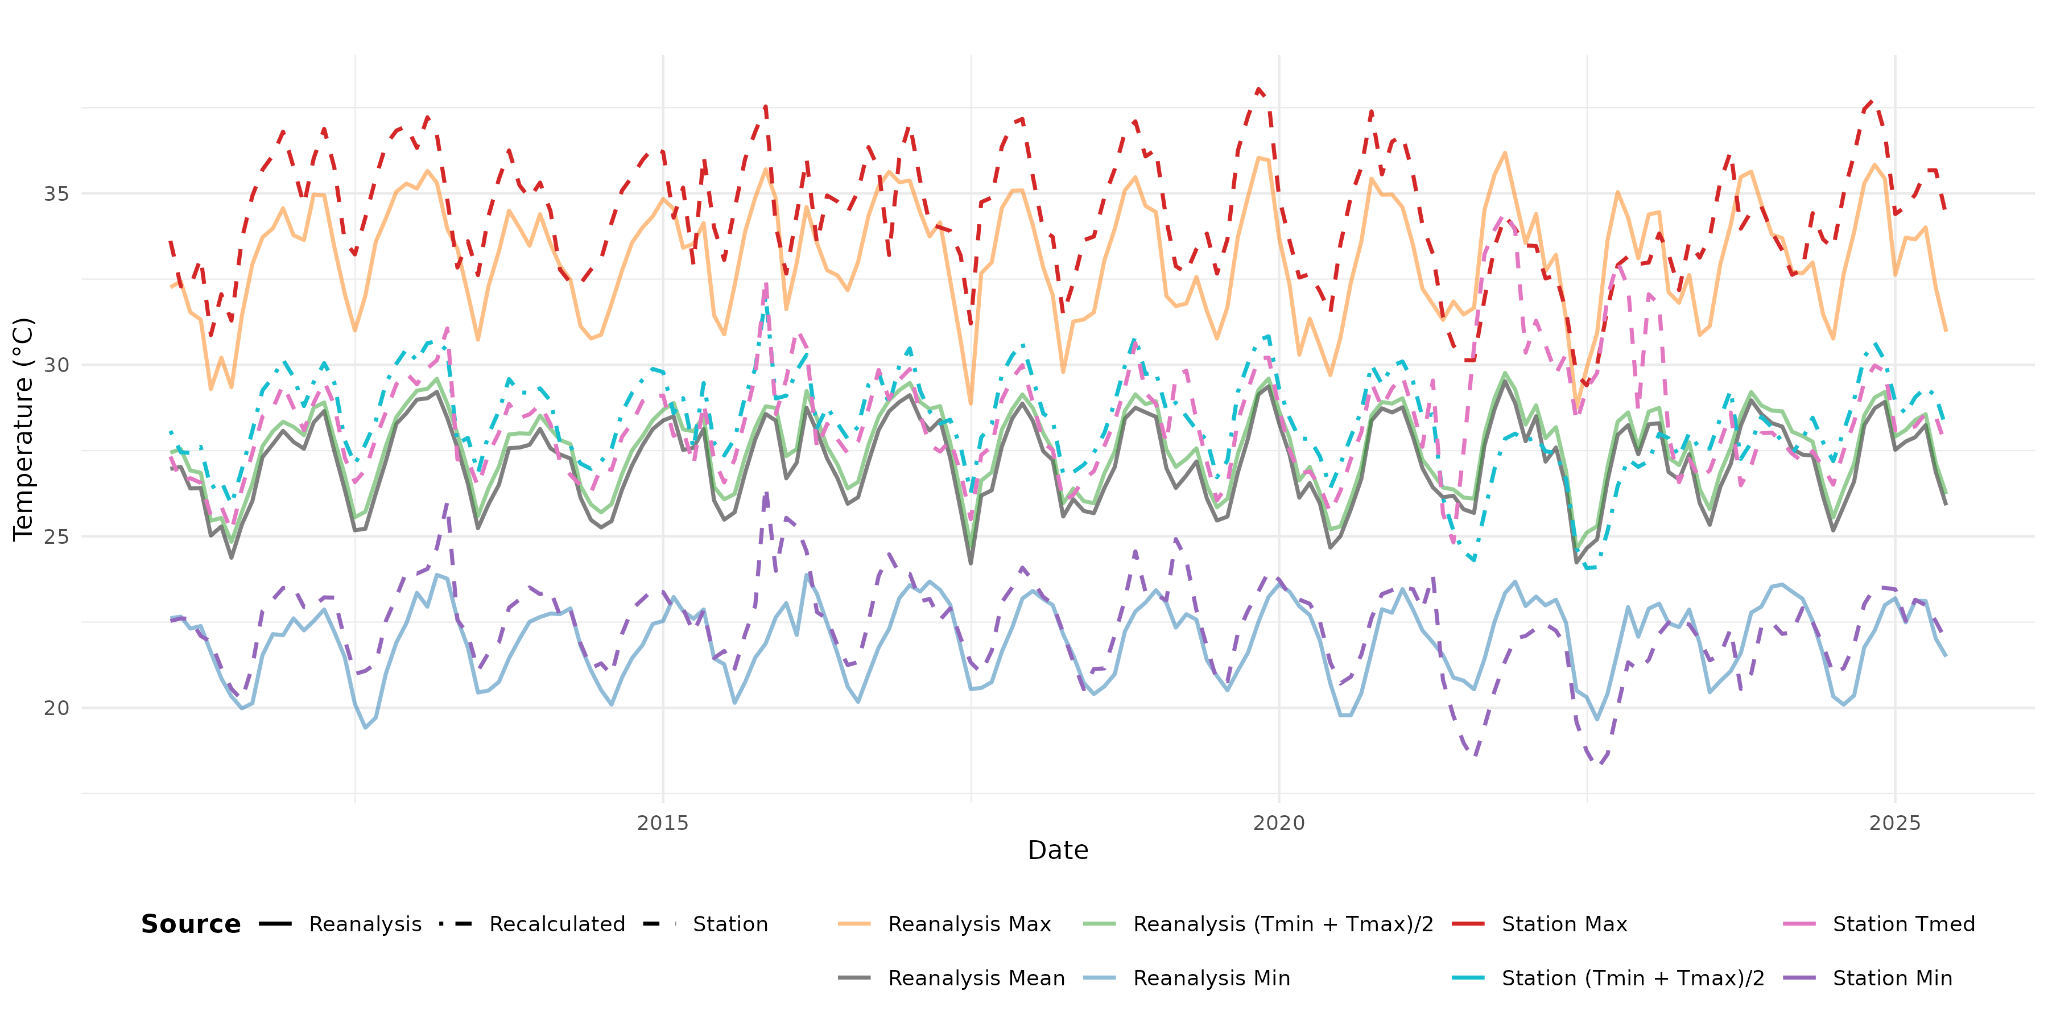 35
30
25
20
Temperature (°C)
2015 2020 2025
Date
Source Reanalysis Recalculated Station Reanalysis Max Reanalysis (Tmin + Tmax)/2 Station Max Station Tmed
Reanalysis Mean Reanalysis Min Station (Tmin + Tmax)/2 Station Min